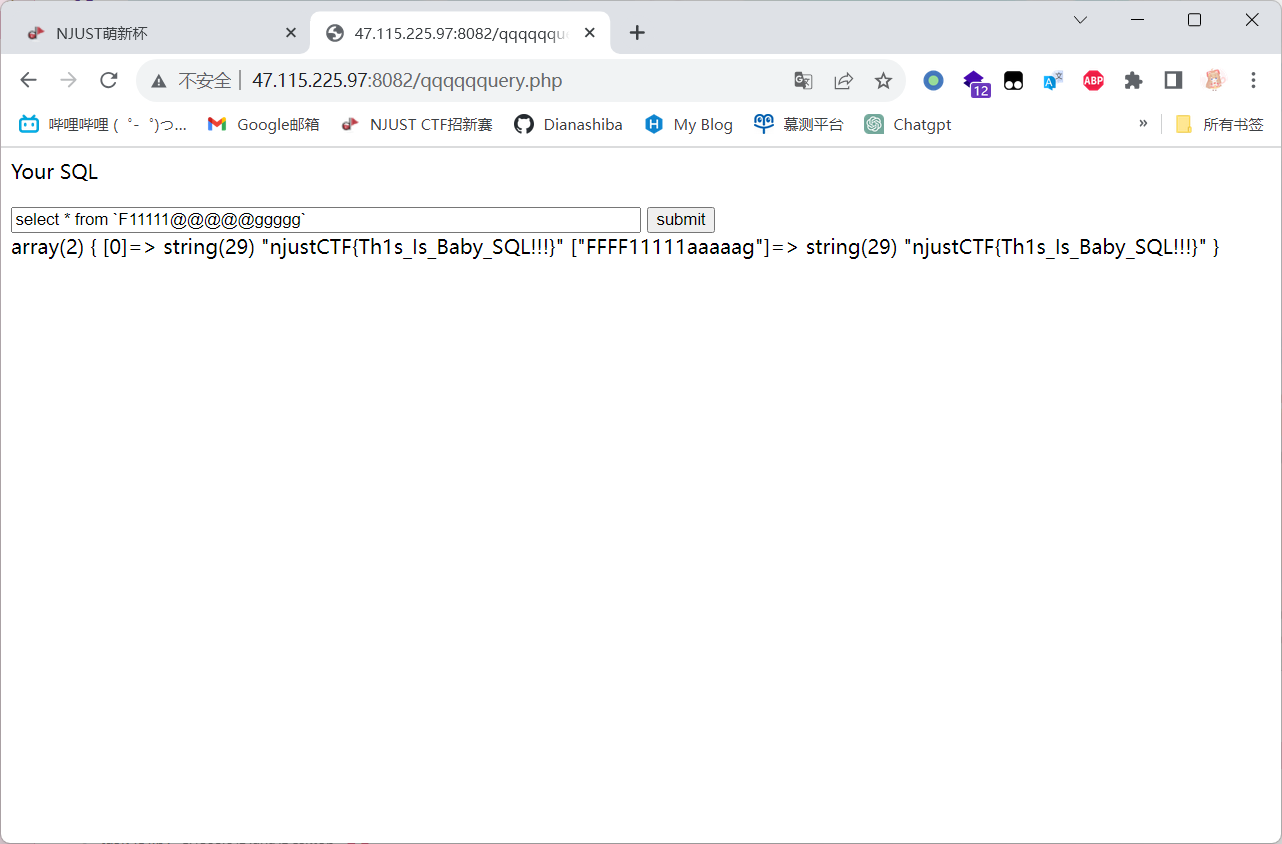 NJUST萌新杯
47.115.225.97:8082/qqqqqqu
不安全 47.115.225.97:8082/qqqqqquery.php
12
ABP
哔哩哔哩 ( ゜- ゜)つ... Google邮箱 NJUST CTF招新赛 Dianashiba My Blog 慕测平台 Chatgpt » 所有书签
Your SQL
select * from `F11111@@@@@ggggg` submit
array(2) { [0]=> string(29) "njustCTF{Th1s_Is_Baby_SQL!!!}" ["FFFF11111aaaaag"]=> string(29) "njustCTF{Th1s_Is_Baby_SQL!!!}" }